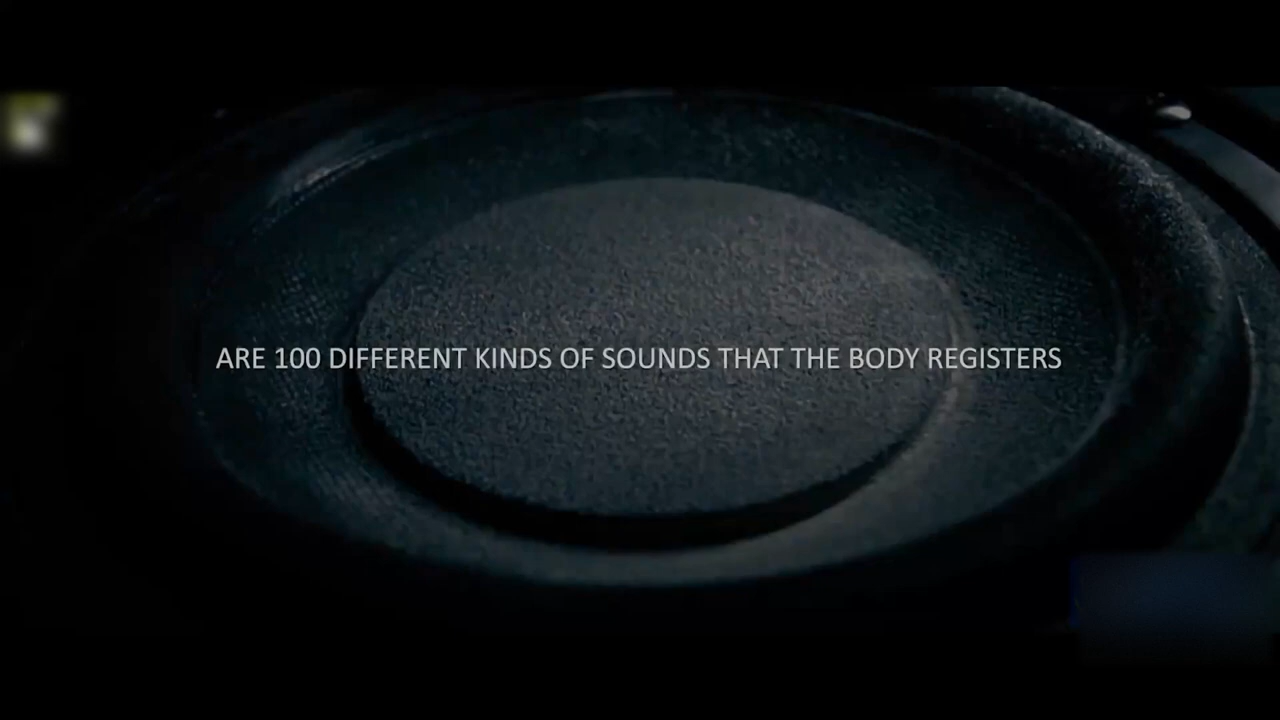 ARE 100 DIFFERENT KINDS OF SOUNDS THAT THE BODY REGISTERS